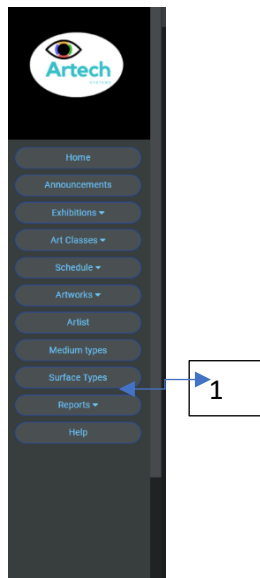 Artech
Home
Announcements
Exhibitions
Art Classes
Schedule
Artworks
Artist
Medium types
Surface Types
Reports
Help
1